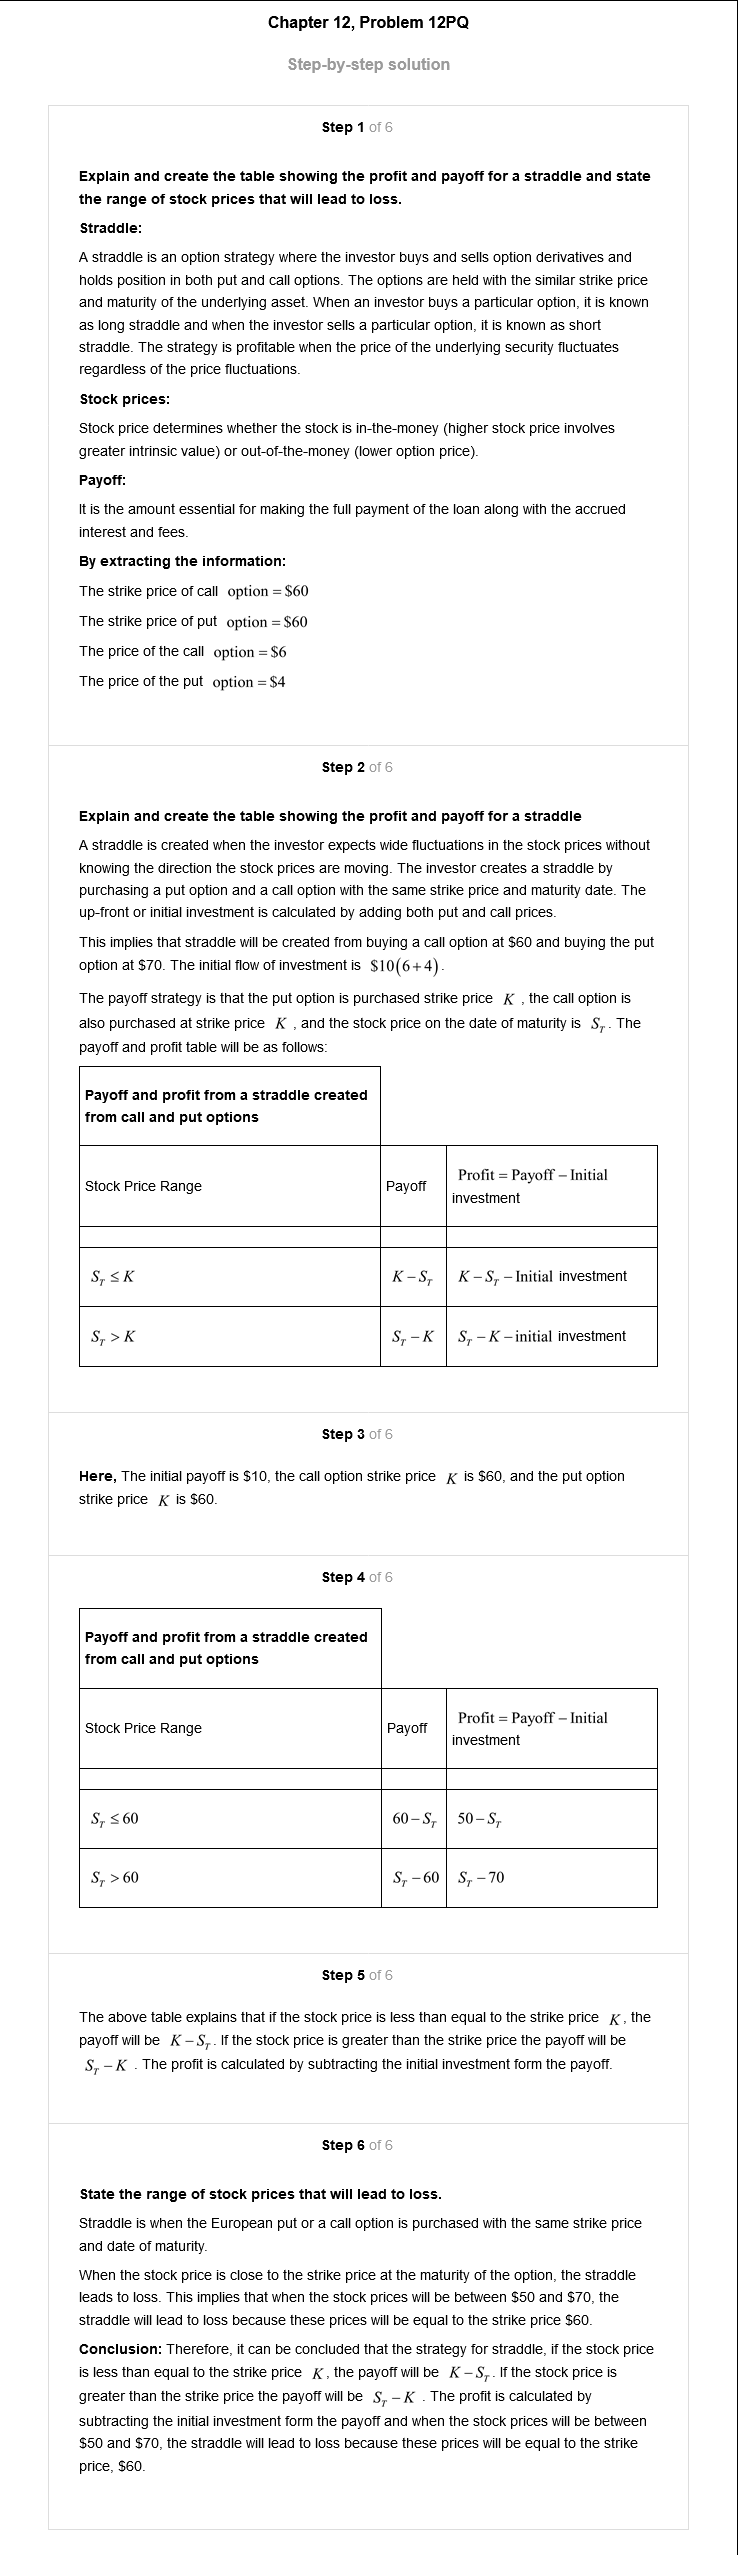 Chapter 12, Problem 12PQ
Step-by-step solution
Step 1 of 6
Explain and create the table showing the profit and payoff for a straddle and state
the range of stock prices that will lead to loss.
Straddle:
A straddle is an option strategy where the investor buys and sells option derivatives and
holds position in both put and call options. The options are held with the similar strike price
and maturity of the underlying asset. When an investor buys a particular option, it is known
as long straddle and when the investor sells a particular option, it is known as short
straddle. The strategy is profitable when the price of the underlying security fluctuates
regardless of the price fluctuations.
Stock prices:
Stock price determines whether the stock is in-the-money (higher stock price involves
greater intrinsic value) or out-of-the-money (lower option price).
Payoff:
It is the amount essential for making the full payment of the loan along with the accrued
interest and fees.
By extracting the information:
The strike price of call option = $60
The strike price of put option = $60
The price of the call option = $6
The price of the put option = $4
Step 2 of 6
Explain and create the table showing the profit and payoff for a straddle
A straddle is created when the investor expects wide fluctuations in the stock prices without
knowing the direction the stock prices are moving. The investor creates a straddle by
purchasing a put option and a call option with the same strike price and maturity date. The
up-front or initial investment is calculated by adding both put and call prices.
This implies that straddle will be created from buying a call option at $60 and buying the put
option at $70. The initial flow of investment is $10(6+4).
The payoff strategy is that the put option is purchased strike price K , the call option is
also purchased at strike price K , and the stock price on the date of maturity is S_T. The
payoff and profit table will be as follows:
Payoff and profit from a straddle created
from call and put options
Stock Price Range Payoff Profit = Payoff – Initial
investment
S_T ≤ K K – S_T K – S_T – Initial investment
S_T > K S_T – K S_T – K – initial investment
Step 3 of 6
Here, The initial payoff is $10, the call option strike price K is $60, and the put option
strike price K is $60.
Step 4 of 6
Payoff and profit from a straddle created
from call and put options
Stock Price Range Payoff Profit = Payoff – Initial
investment
S_T ≤ 60 60 – S_T 50 – S_T
S_T > 60 S_T – 60 S_T – 70
Step 5 of 6
The above table explains that if the stock price is less than equal to the strike price K, the
payoff will be K – S_T. If the stock price is greater than the strike price the payoff will be
S_T – K . The profit is calculated by subtracting the initial investment form the payoff.
Step 6 of 6
State the range of stock prices that will lead to loss.
Straddle is when the European put or a call option is purchased with the same strike price
and date of maturity.
When the stock price is close to the strike price at the maturity of the option, the straddle
leads to loss. This implies that when the stock prices will be between $50 and $70, the
straddle will lead to loss because these prices will be equal to the strike price $60.
Conclusion: Therefore, it can be concluded that the strategy for straddle, if the stock price
is less than equal to the strike price K, the payoff will be K – S_T. If the stock price is
greater than the strike price the payoff will be S_T – K . The profit is calculated by
subtracting the initial investment form the payoff and when the stock prices will be between
$50 and $70, the straddle will lead to loss because these prices will be equal to the strike
price, $60.